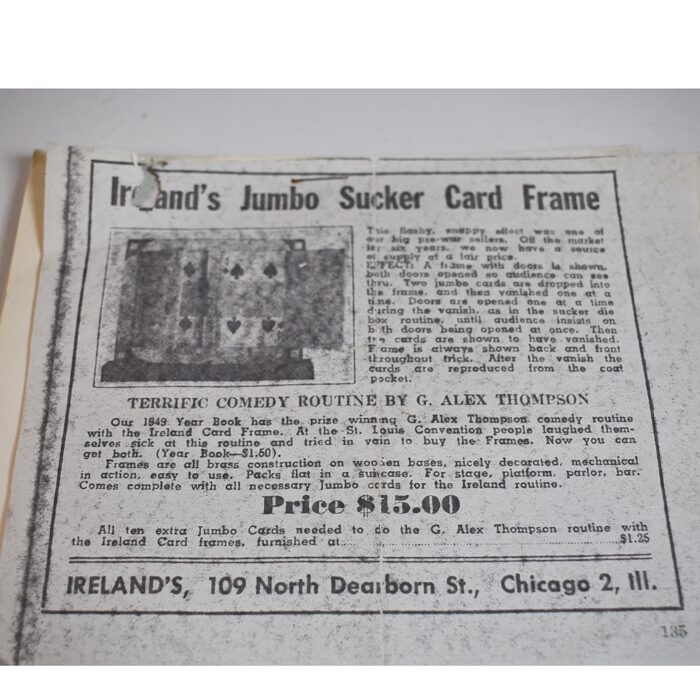 Ireland's Jumbo Sucker Card Frame
This flashy, snappy effect was one of
our big pre-war sellers. Off the market
for six years, we now have a source
of supply at a fair price.
EFFECT: A frame with doors is shown,
both doors opened so audience can see
thru. Two jumbo cards are dropped into
the frame, and then vanished one at a
time. Doors are opened one at a time
during the vanish, as in the sucker die
box routine, until audience insists on
both doors being opened at once. Then
the cards are shown to have vanished.
Frame is always shown back and front
throughout trick. After the vanish the
cards are reproduced from the coat
pocket.
TERRIFIC COMEDY ROUTINE BY G. ALEX THOMPSON
Our 1949 Year Book has the prize winning G. Alex Thompson comedy routine
with the Ireland Card Frame. At the St. Louis Convention people laughed them-
selves sick at this routine and tried in vain to buy the Frames. Now you can
get both. (Year Book—$1.50).
Frames are all brass construction on wooden bases, nicely decorated, mechanical
in action, easy to use. Packs flat in a suitcase. For stage, platform, parlor, bar.
Comes complete with all necessary Jumbo cards for the Ireland routine.
Price $15.00
All ten extra Jumbo Cards needed to do the G. Alex Thompson routine with
the Ireland Card frames, furnished at..................................................$1.25
IRELAND'S, 109 North Dearborn St., Chicago 2, Ill.
135